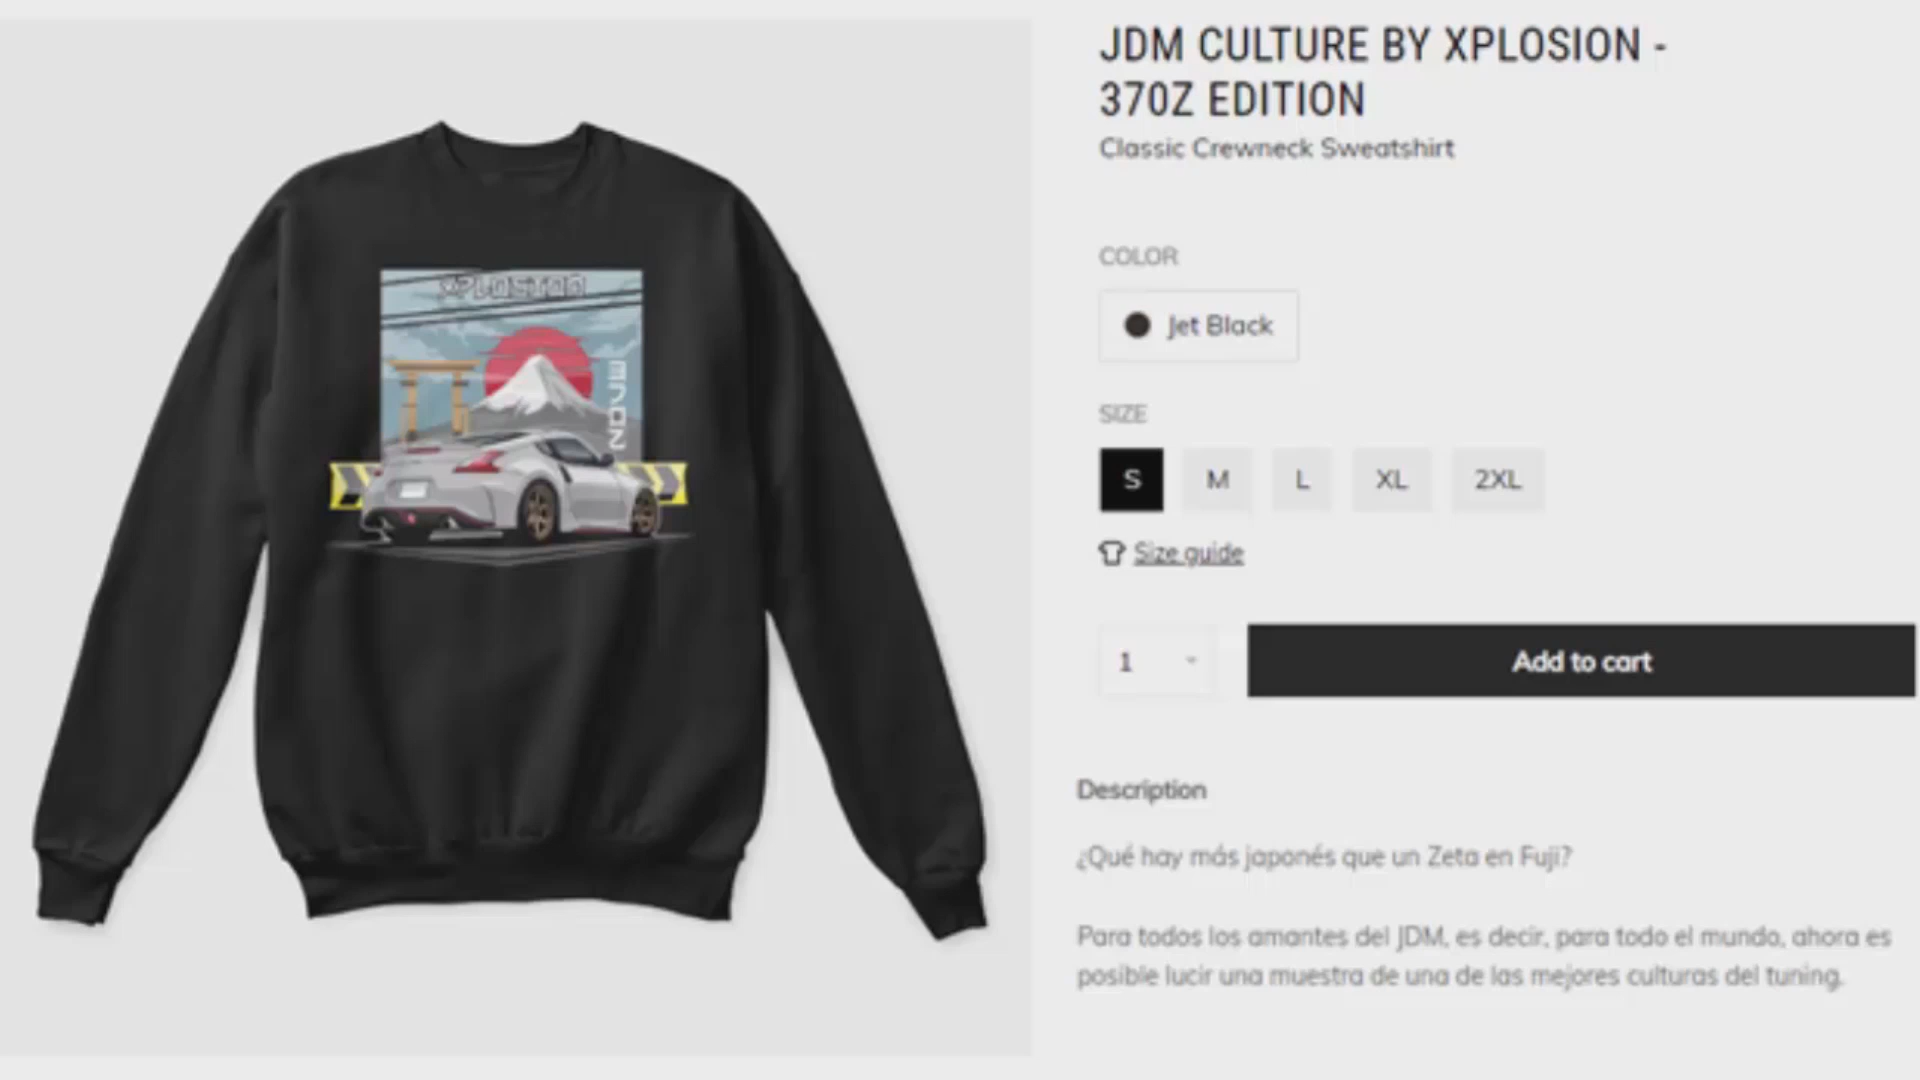 JDM CULTURE BY XPLOSION -
370Z EDITION
Classic Crewneck Sweatshirt
COLOR
Jet Black
SIZE
S M L XL 2XL
Size guide
1
Add to cart
Description
¿Qué hay más japonés que un Zeta en Fuji?
Para todos los amantes del JDM, es decir, para todo el mundo, ahora es
posible lucir una muestra de una de las mejores culturas del tuning.
XPLOSION